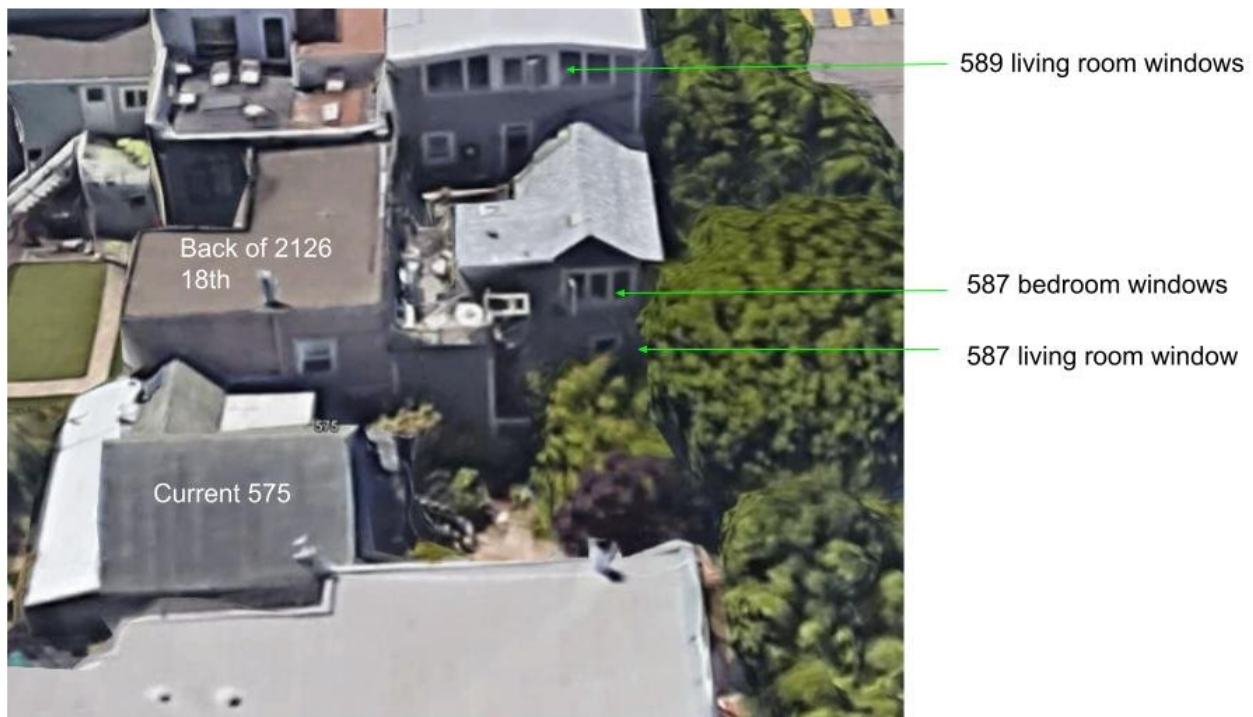 589 living room windows
Back of 2126
18th
587 bedroom windows
587 living room window
575
Current 575